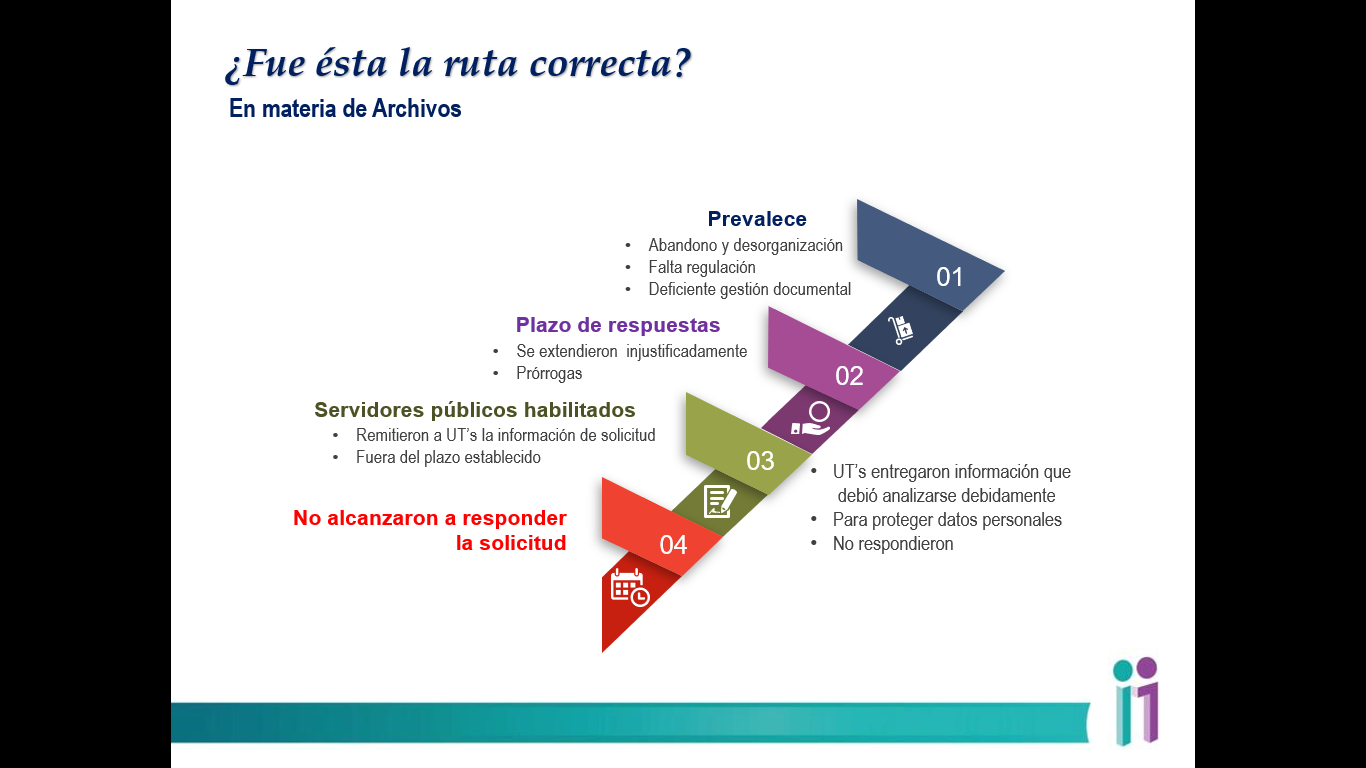 ¿Fue ésta la ruta correcta?
En materia de Archivos
Prevalece
• Abandono y desorganización
• Falta regulación
• Deficiente gestión documental
01
Plazo de respuestas
• Se extendieron injustificadamente
• Prórrogas
02
Servidores públicos habilitados
• Remitieron a UT's la información de solicitud
• Fuera del plazo establecido
03
No alcanzaron a responder
la solicitud
04
• UT's entregaron información que
debió analizarse debidamente
• Para proteger datos personales
• No respondieron